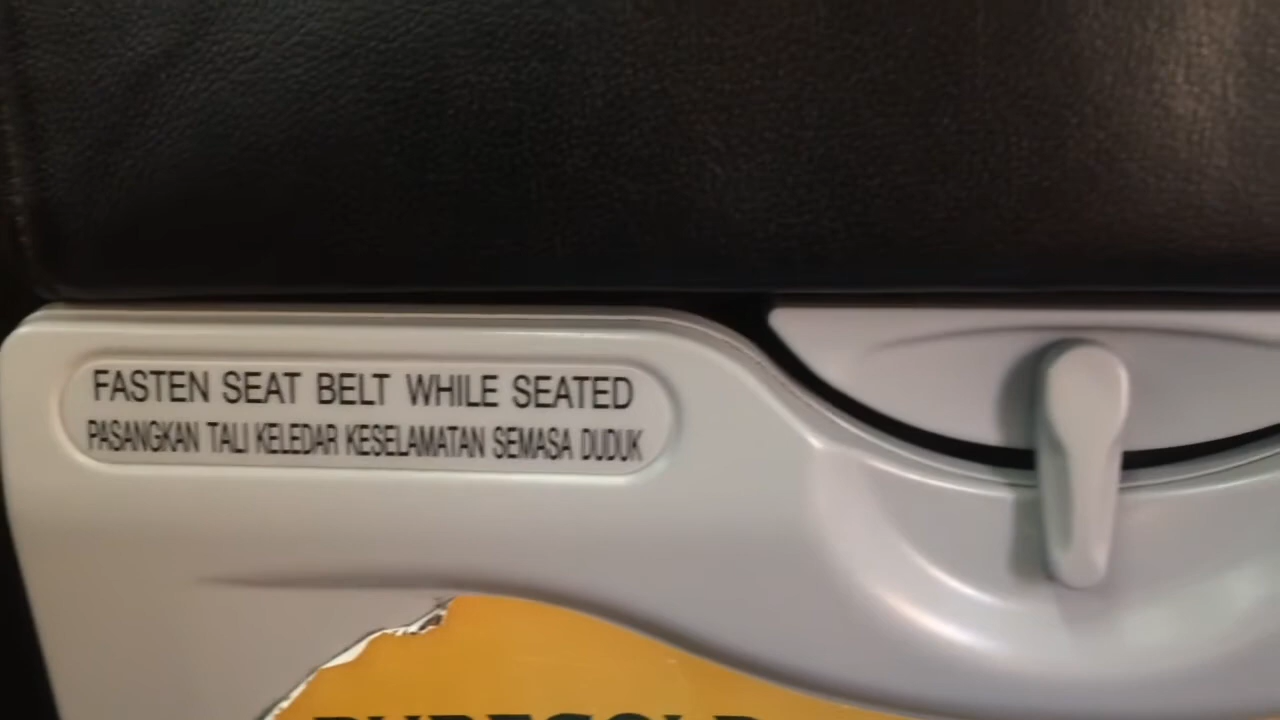 FASTEN SEAT BELT WHILE SEATED
PASANGKAN TALI KELEDAR KESELAMATAN SEMASA DUDUK